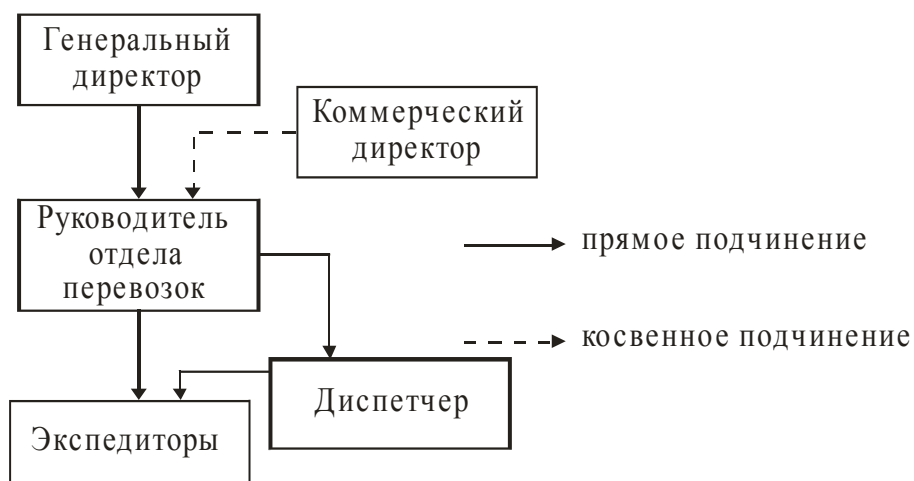 Генеральный
директор
Коммерческий
директор
Руководитель
отдела
перевозок
прямое подчинение
косвенное подчинение
Диспетчер
Экспедиторы